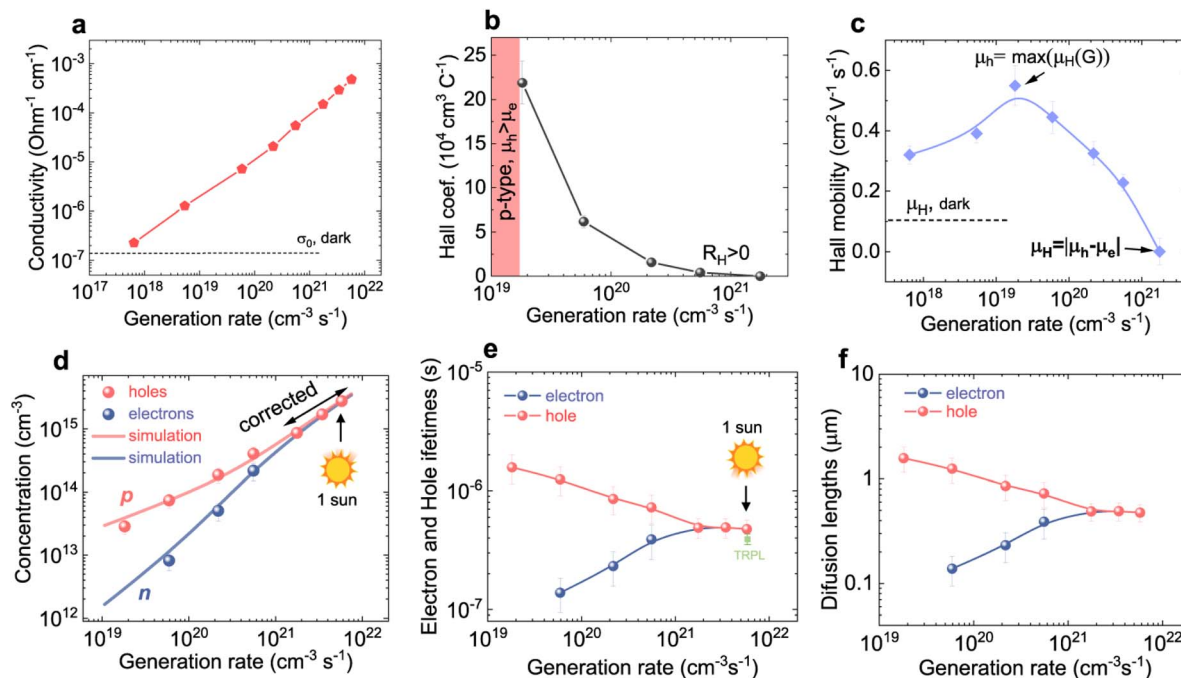 a
Conductivity (Ohm⁻¹ cm⁻¹)
10⁻³
10⁻⁴
10⁻⁵
10⁻⁶
10⁻⁷
σ₀, dark
10¹⁷ 10¹⁸ 10¹⁹ 10²⁰ 10²¹ 10²²
Generation rate (cm⁻³ s⁻¹)
b
Hall coef. (10⁴ cm³ C⁻¹)
25
20
15
10
5
0
p-type, μₕ>μₑ
R_H>0
10¹⁹ 10²⁰ 10²¹
Generation rate (cm⁻³ s⁻¹)
c
Hall mobility (cm² V⁻¹ s⁻¹)
0.6
0.4
0.2
0.0
μₕ= max(μ_H(G))
μ_H, dark
μ_H=|μₕ-μₑ|
10¹⁸ 10¹⁹ 10²⁰ 10²¹
Generation rate (cm⁻³ s⁻¹)
d
Concentration (cm⁻³)
10¹⁵
10¹⁴
10¹³
10¹²
holes
electrons
simulation
simulation
corrected
1 sun
p
n
10¹⁹ 10²⁰ 10²¹ 10²²
Generation rate (cm⁻³ s⁻¹)
e
Electron and Hole ifetimes (s)
10⁻⁵
10⁻⁶
10⁻⁷
electron
hole
1 sun
TRPL
10¹⁹ 10²⁰ 10²¹ 10²²
Generation rate (cm⁻³s⁻¹)
f
Difusion lengths (μm)
10
1
0.1
electron
hole
10¹⁹ 10²⁰ 10²¹ 10²²
Generation rate (cm⁻³s⁻¹)